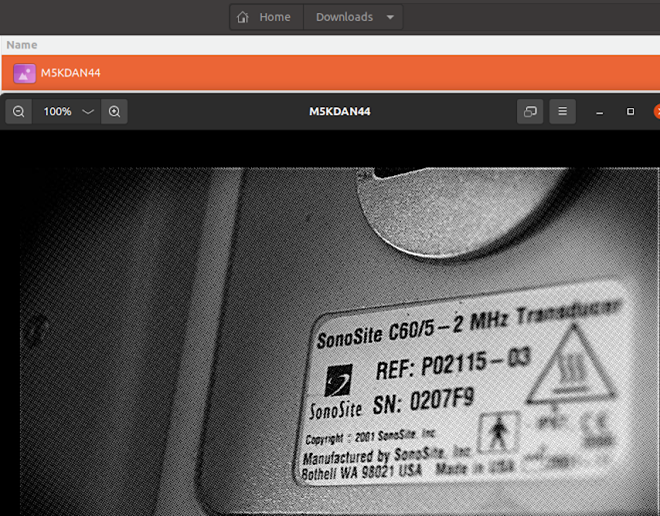 Home Downloads
Name
M5KDAN44
100% M5KDAN44
SonoSite C60/5-2 MHz Transducer
REF: P02115-03
SonoSite SN: 0207F9
Copyright 2001 SonoSite, Inc
Manufactured by SonoSite, Inc.
Bothell WA 98021 USA Made in USA